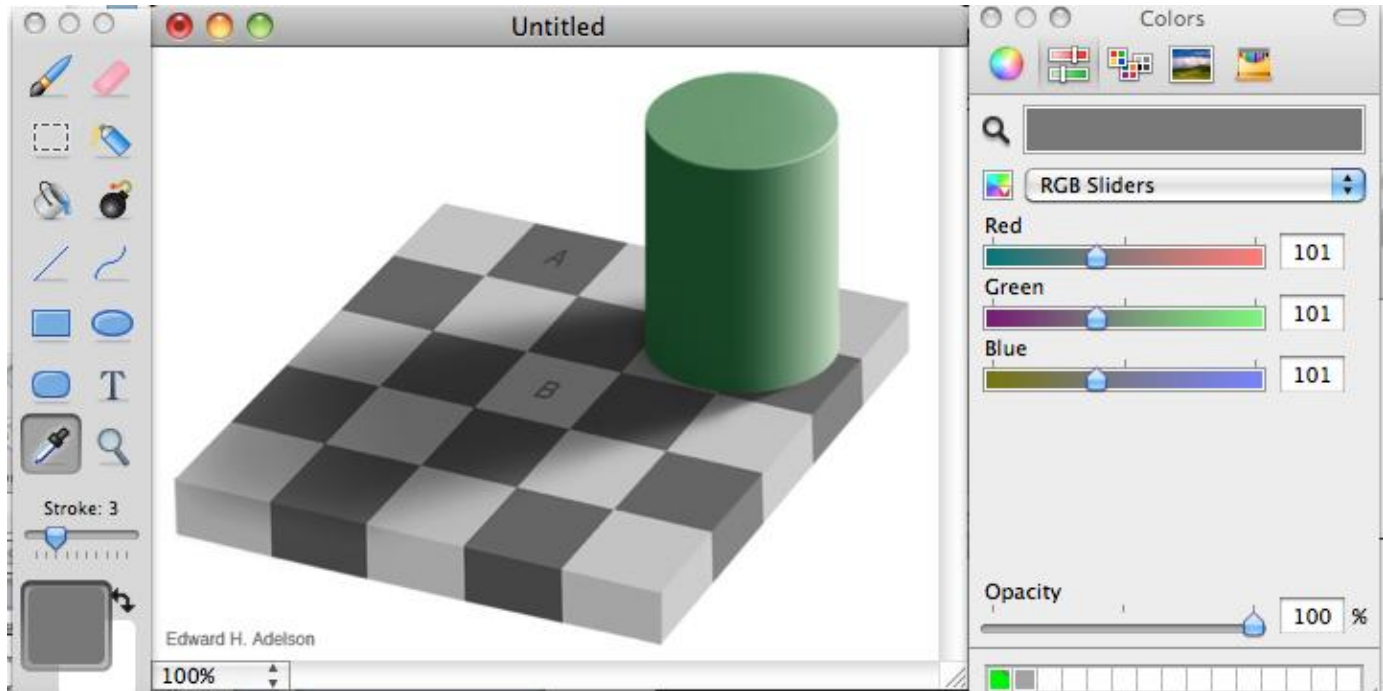 Untitled
Colors
RGB Sliders
Red
101
Green
101
Blue
101
A
B
T
Stroke: 3
Opacity
100 %
Edward H. Adelson
100%